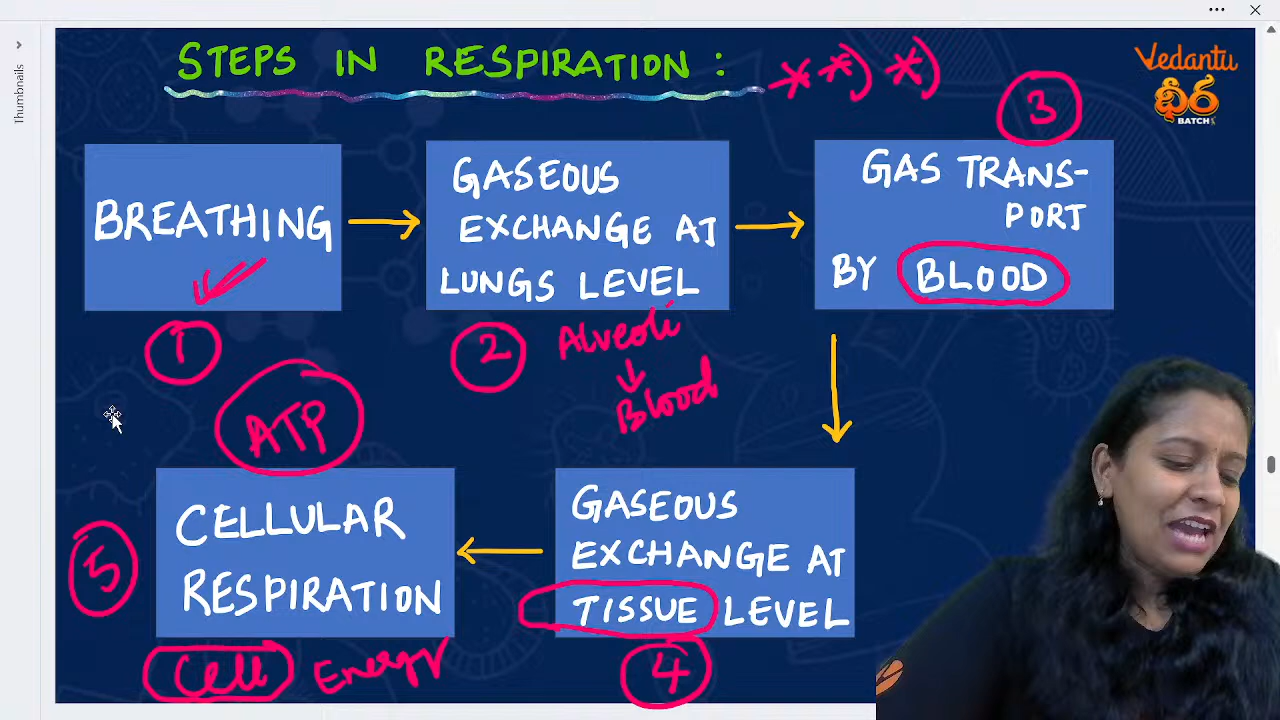 Thumbnails
STEPS IN RESPIRATION :
Vedantu
ధీర
BATCH
3
BREATHING
1
GASEOUS
EXCHANGE AT
LUNGS LEVEL
2
Alveoli
Blood
GAS TRANS-
PORT
BY BLOOD
ATP
CELLULAR
RESPIRATION
5
Cell Energy
GASEOUS
EXCHANGE AT
TISSUE LEVEL
4